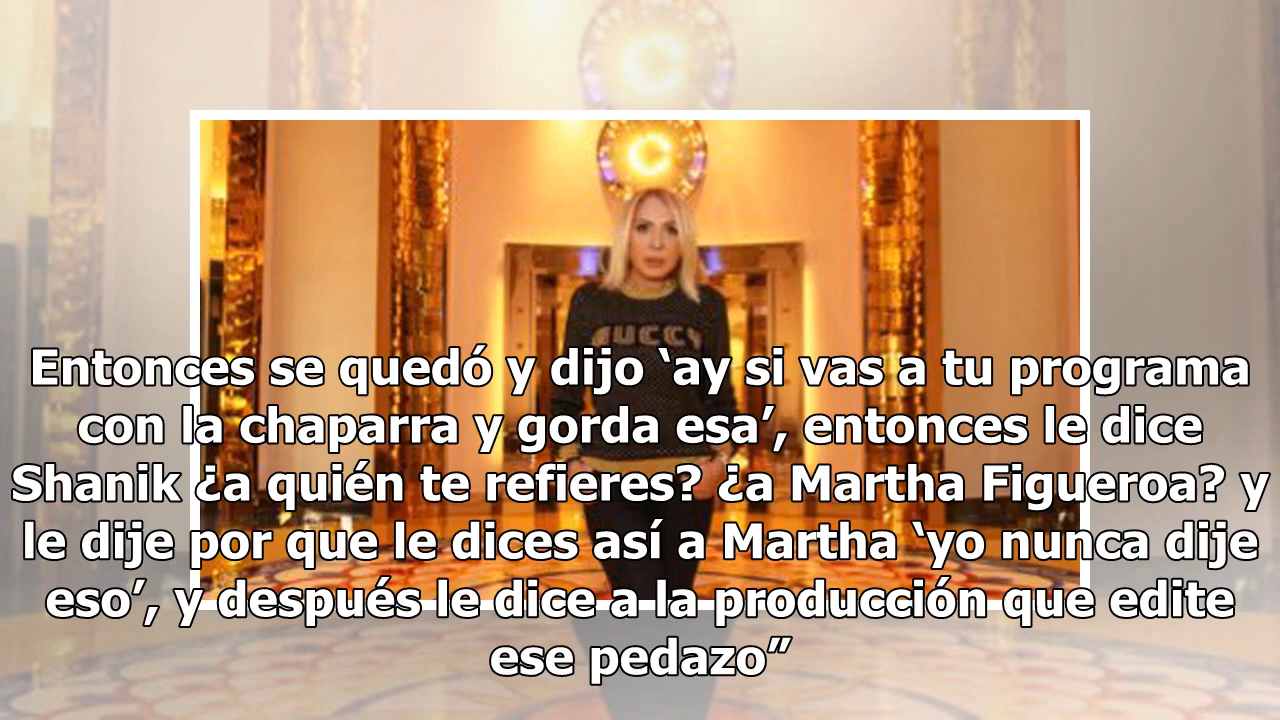 GUCCY
Entonces se quedó y dijo ‘ay si vas a tu programa
con la chaparra y gorda esa’, entonces le dice
Shanik ¿a quién te refieres? ¿a Martha Figueroa? y
le dije por que le dices así a Martha ‘yo nunca dije
eso’, y después le dice a la producción que edite
ese pedazo”